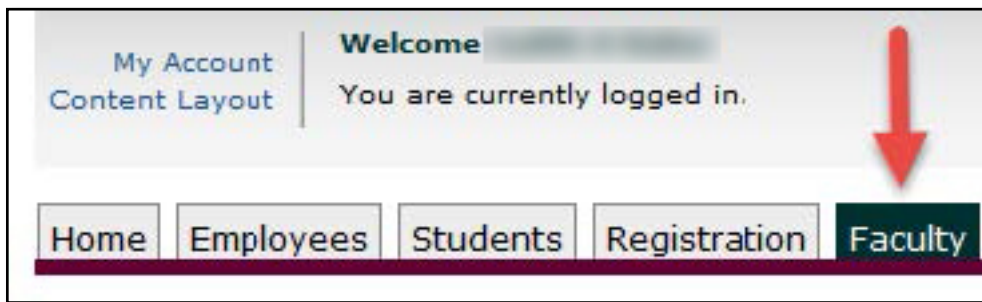 My Account
Content Layout
Welcome
You are currently logged in.
Home Employees Students Registration Faculty